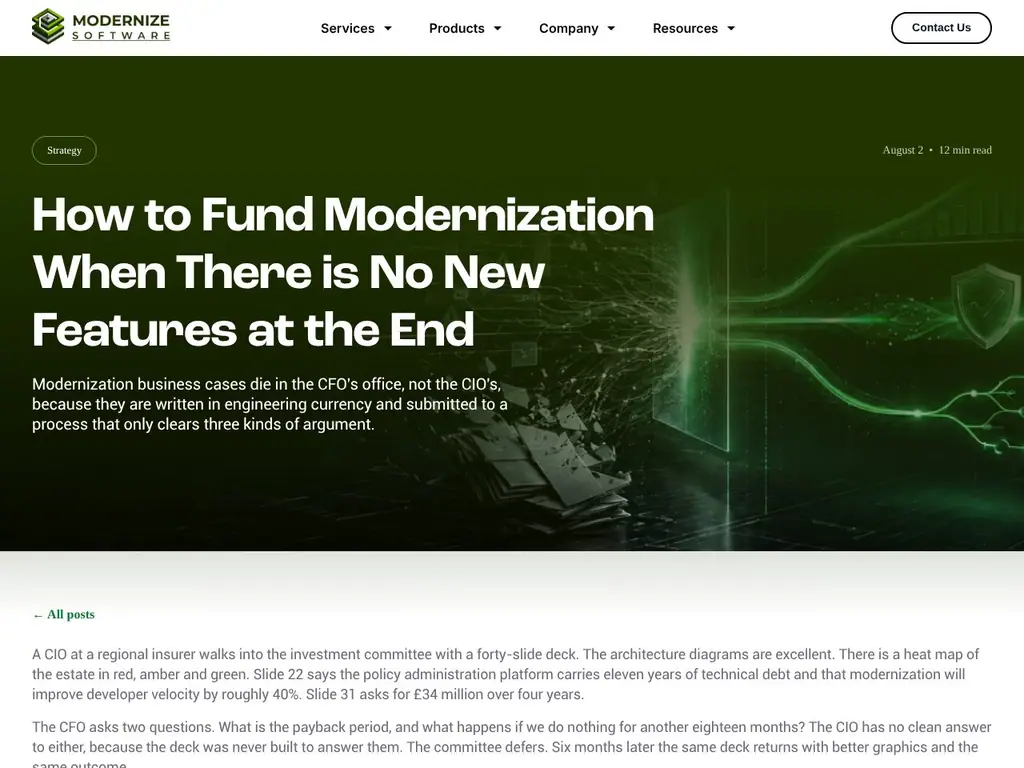 MODERNIZE
SOFTWARE
Services
Products
Company
Resources
Contact Us
Strategy
August 2 • 12 min read
How to Fund Modernization
When There is No New
Features at the End
Modernization business cases die in the CFO's office, not the CIO's,
because they are written in engineering currency and submitted to a
process that only clears three kinds of argument.
← All posts
A CIO at a regional insurer walks into the investment committee with a forty-slide deck. The architecture diagrams are excellent. There is a heat map of
the estate in red, amber and green. Slide 22 says the policy administration platform carries eleven years of technical debt and that modernization will
improve developer velocity by roughly 40%. Slide 31 asks for £34 million over four years.
The CFO asks two questions. What is the payback period, and what happens if we do nothing for another eighteen months? The CIO has no clean answer
to either, because the deck was never built to answer them. The committee defers. Six months later the same deck returns with better graphics and the
same outcome.